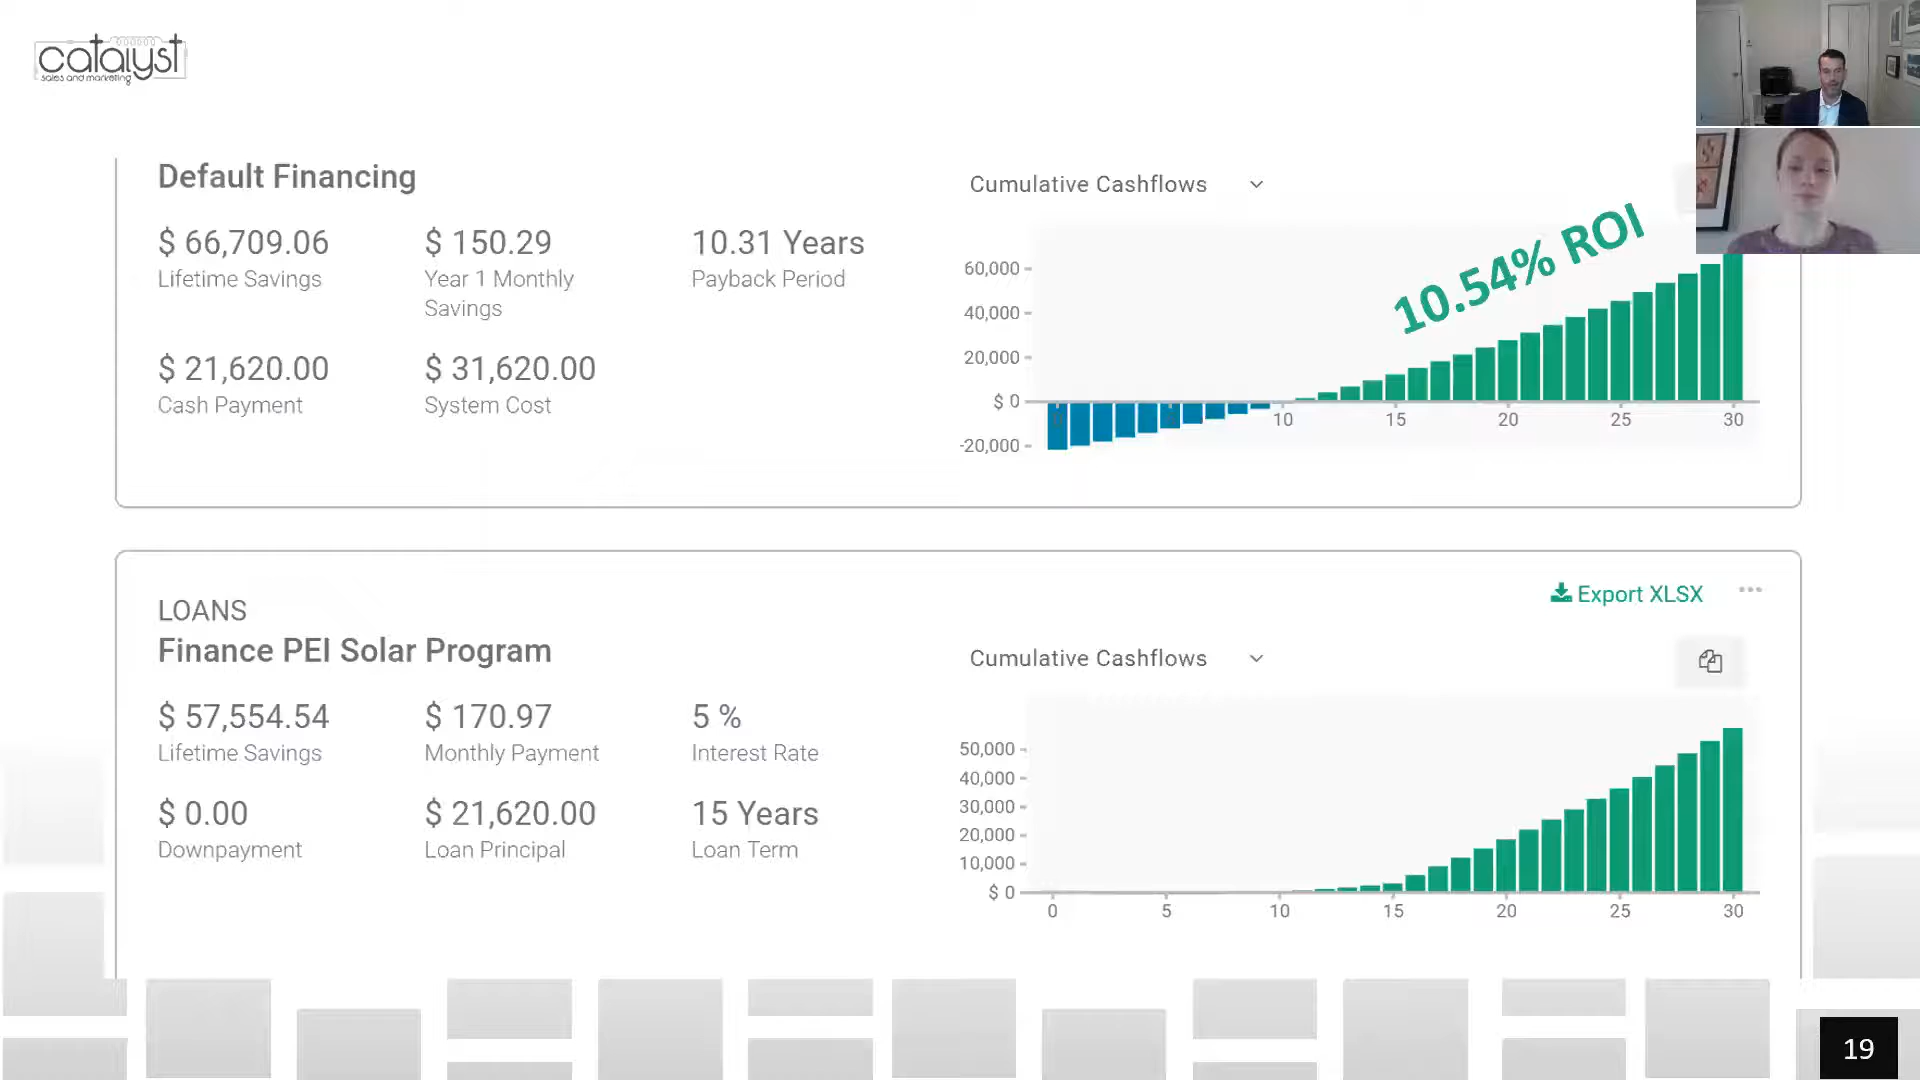 catalyst
sales and marketing
Default Financing
$ 66,709.06
Lifetime Savings
$ 150.29
Year 1 Monthly
Savings
10.31 Years
Payback Period
$ 21,620.00
Cash Payment
$ 31,620.00
System Cost
Cumulative Cashflows
10.54% ROI
60,000
40,000
20,000
$ 0
-20,000
0
5
10
15
20
25
30
LOANS
Finance PEI Solar Program
Export XLSX
$ 57,554.54
Lifetime Savings
$ 170.97
Monthly Payment
5 %
Interest Rate
$ 0.00
Downpayment
$ 21,620.00
Loan Principal
15 Years
Loan Term
Cumulative Cashflows
50,000
40,000
30,000
20,000
10,000
$ 0
0
5
10
15
20
25
30
19